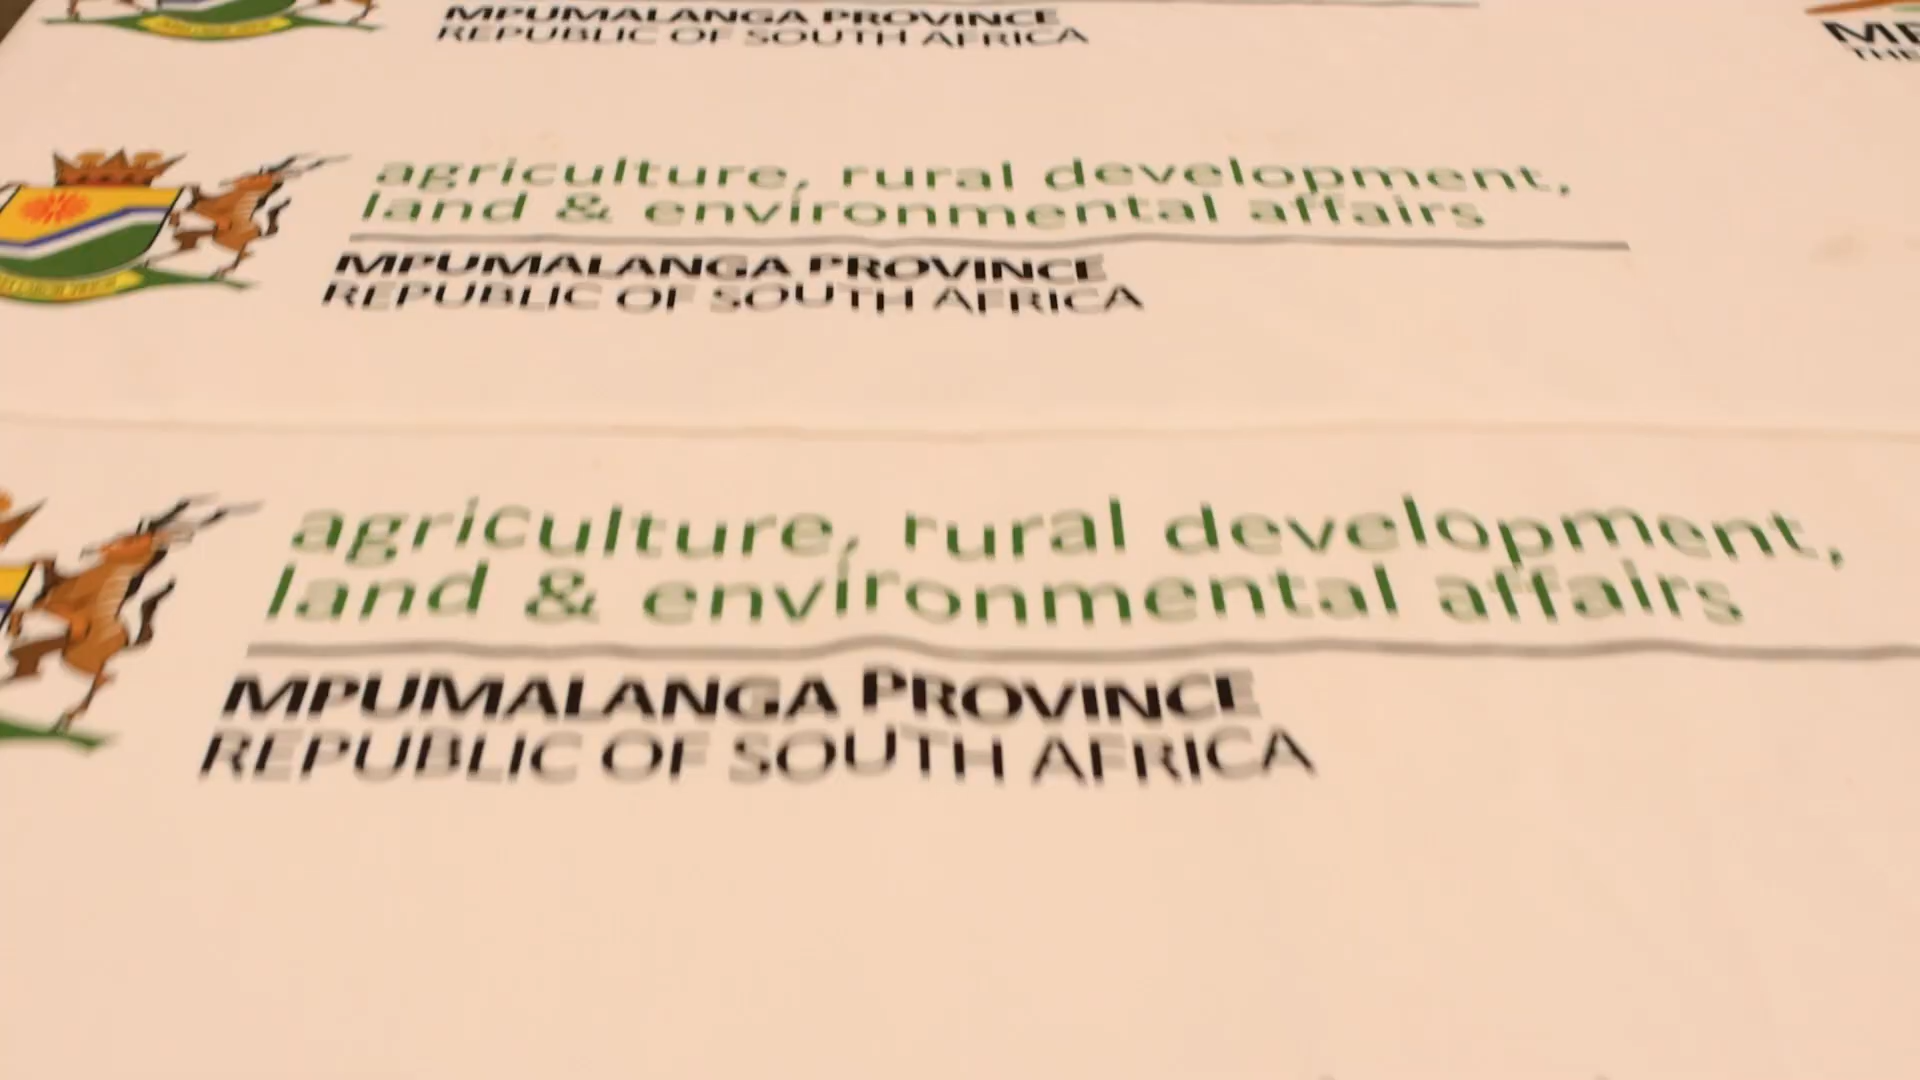 MPUMALANGA PROVINCE
REPUBLIC OF SOUTH AFRICA
agriculture, rural development,
land & environmental affairs
MPUMALANGA PROVINCE
REPUBLIC OF SOUTH AFRICA
agriculture, rural development,
land & environmental affairs
MPUMALANGA PROVINCE
REPUBLIC OF SOUTH AFRICA